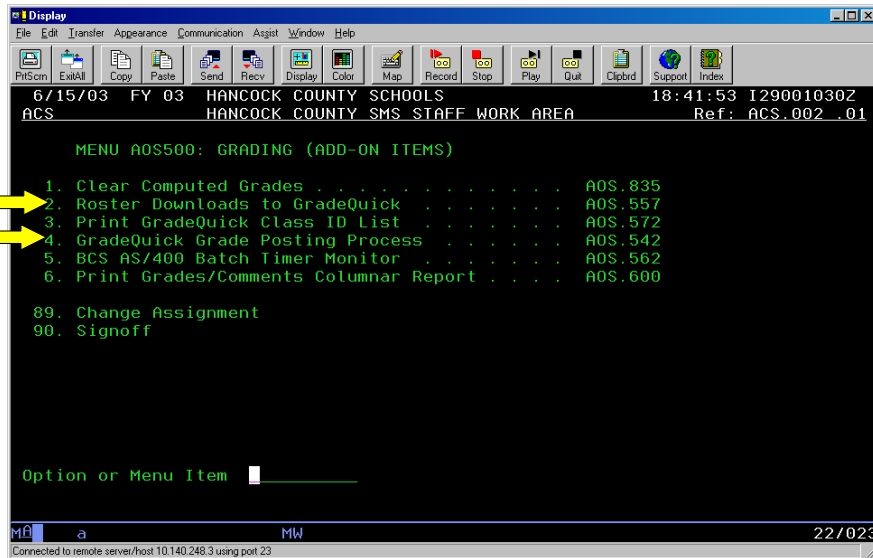 Display
File Edit Transfer Appearance Communication Assist Window Help
PrtScrn ExitAll Copy Paste Send Recv Display Color Map Record Stop Play Quit Clipbrd Support Index
6/15/03 FY 03 HANCOCK COUNTY SCHOOLS 18:41:53 I29001030Z
ACS HANCOCK COUNTY SMS STAFF WORK AREA Ref: ACS.002 .01
MENU AOS500: GRADING (ADD-ON ITEMS)
1. Clear Computed Grades . . . . . . . . . . . . . AOS.835
2. Roster Downloads to GradeQuick . . . . . . . AOS.557
3. Print GradeQuick Class ID List . . . . . . . AOS.572
4. GradeQuick Grade Posting Process . . . . . . AOS.542
5. BCS AS/400 Batch Timer Monitor . . . . . . . AOS.562
6. Print Grades/Comments Columnar Report . . . . AOS.600
89. Change Assignment
90. Signoff
Option or Menu Item
MA a MW 22/023
Connected to remote server/host 10.140.248.3 using port 23